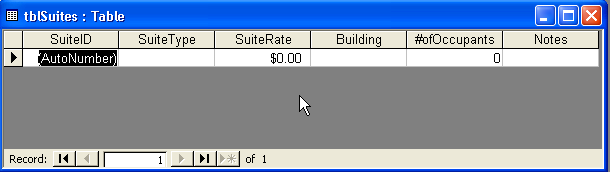 tblSuites : Table
SuiteID SuiteType SuiteRate Building #ofOccupants Notes
(AutoNumber) $0.00 0
Record: 1 of 1